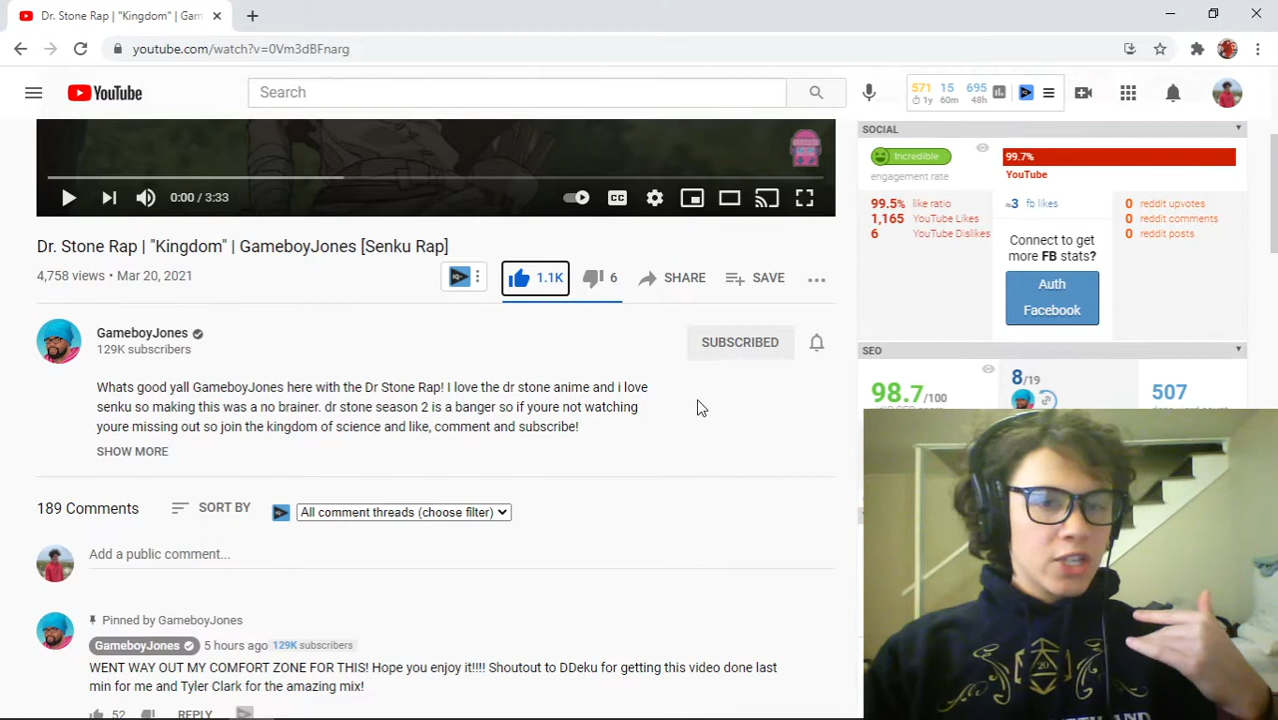 Dr. Stone Rap | "Kingdom" | Gam
youtube.com/watch?v=0Vm3dBFnarg
YouTube
Search
571 15 695
1y 60m 48h
SOCIAL
Incredible
engagement rate
99.7%
YouTube
99.5% like ratio
1,165 YouTube Likes
6 YouTube Dislikes
3 fb likes
Connect to get
more FB stats?
Auth
Facebook
0 reddit upvotes
0 reddit comments
0 reddit posts
0:00 / 3:33
CC
Dr. Stone Rap | "Kingdom" | GameboyJones [Senku Rap]
4,758 views • Mar 20, 2021
1.1K
6
SHARE
SAVE
GameboyJones
129K subscribers
SUBSCRIBED
Whats good yall GameboyJones here with the Dr Stone Rap! I love the dr stone anime and i love
senku so making this was a no brainer. dr stone season 2 is a banger so if youre not watching
youre missing out so join the kingdom of science and like, comment and subscribe!
SHOW MORE
SEO
98.7/100
8/19
507
189 Comments
SORT BY
All comment threads (choose filter)
Add a public comment...
Pinned by GameboyJones
GameboyJones 5 hours ago 129K subscribers
WENT WAY OUT MY COMFORT ZONE FOR THIS! Hope you enjoy it!!!! Shoutout to DDeku for getting this video done last
min for me and Tyler Clark for the amazing mix!
52
REPLY
20